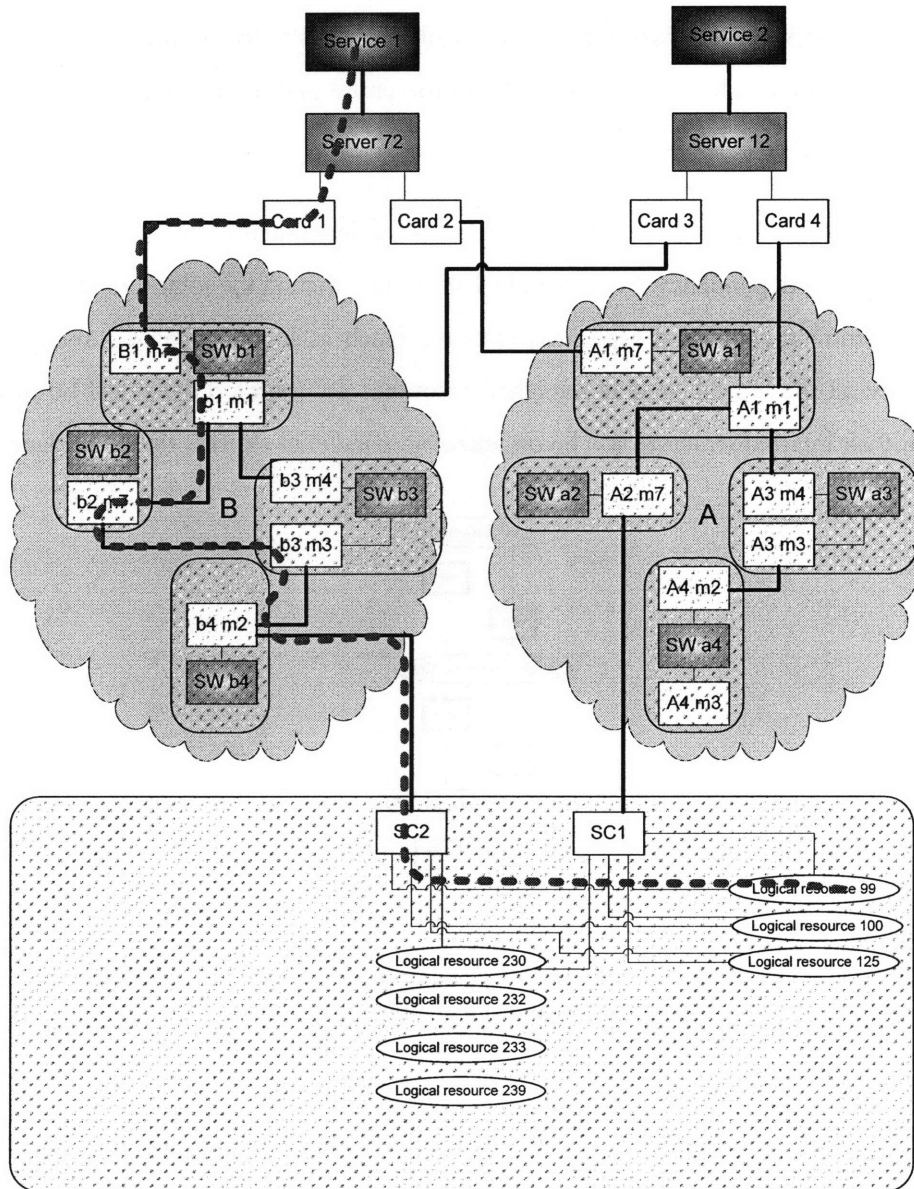 Service 1
Service 2
Server 72
Server 12
Card 1
Card 2
Card 3
Card 4
B1 m7
SW b1
b1 m1
SW b2
b2 m7
B
b3 m4
SW b3
b3 m3
b4 m2
SW b4
A1 m7
SW a1
A1 m1
SW a2
A2 m7
A
A3 m4
SW a3
A3 m3
A4 m2
SW a4
A4 m3
SC2
SC1
Logical resource 99
Logical resource 100
Logical resource 230
Logical resource 125
Logical resource 232
Logical resource 233
Logical resource 239